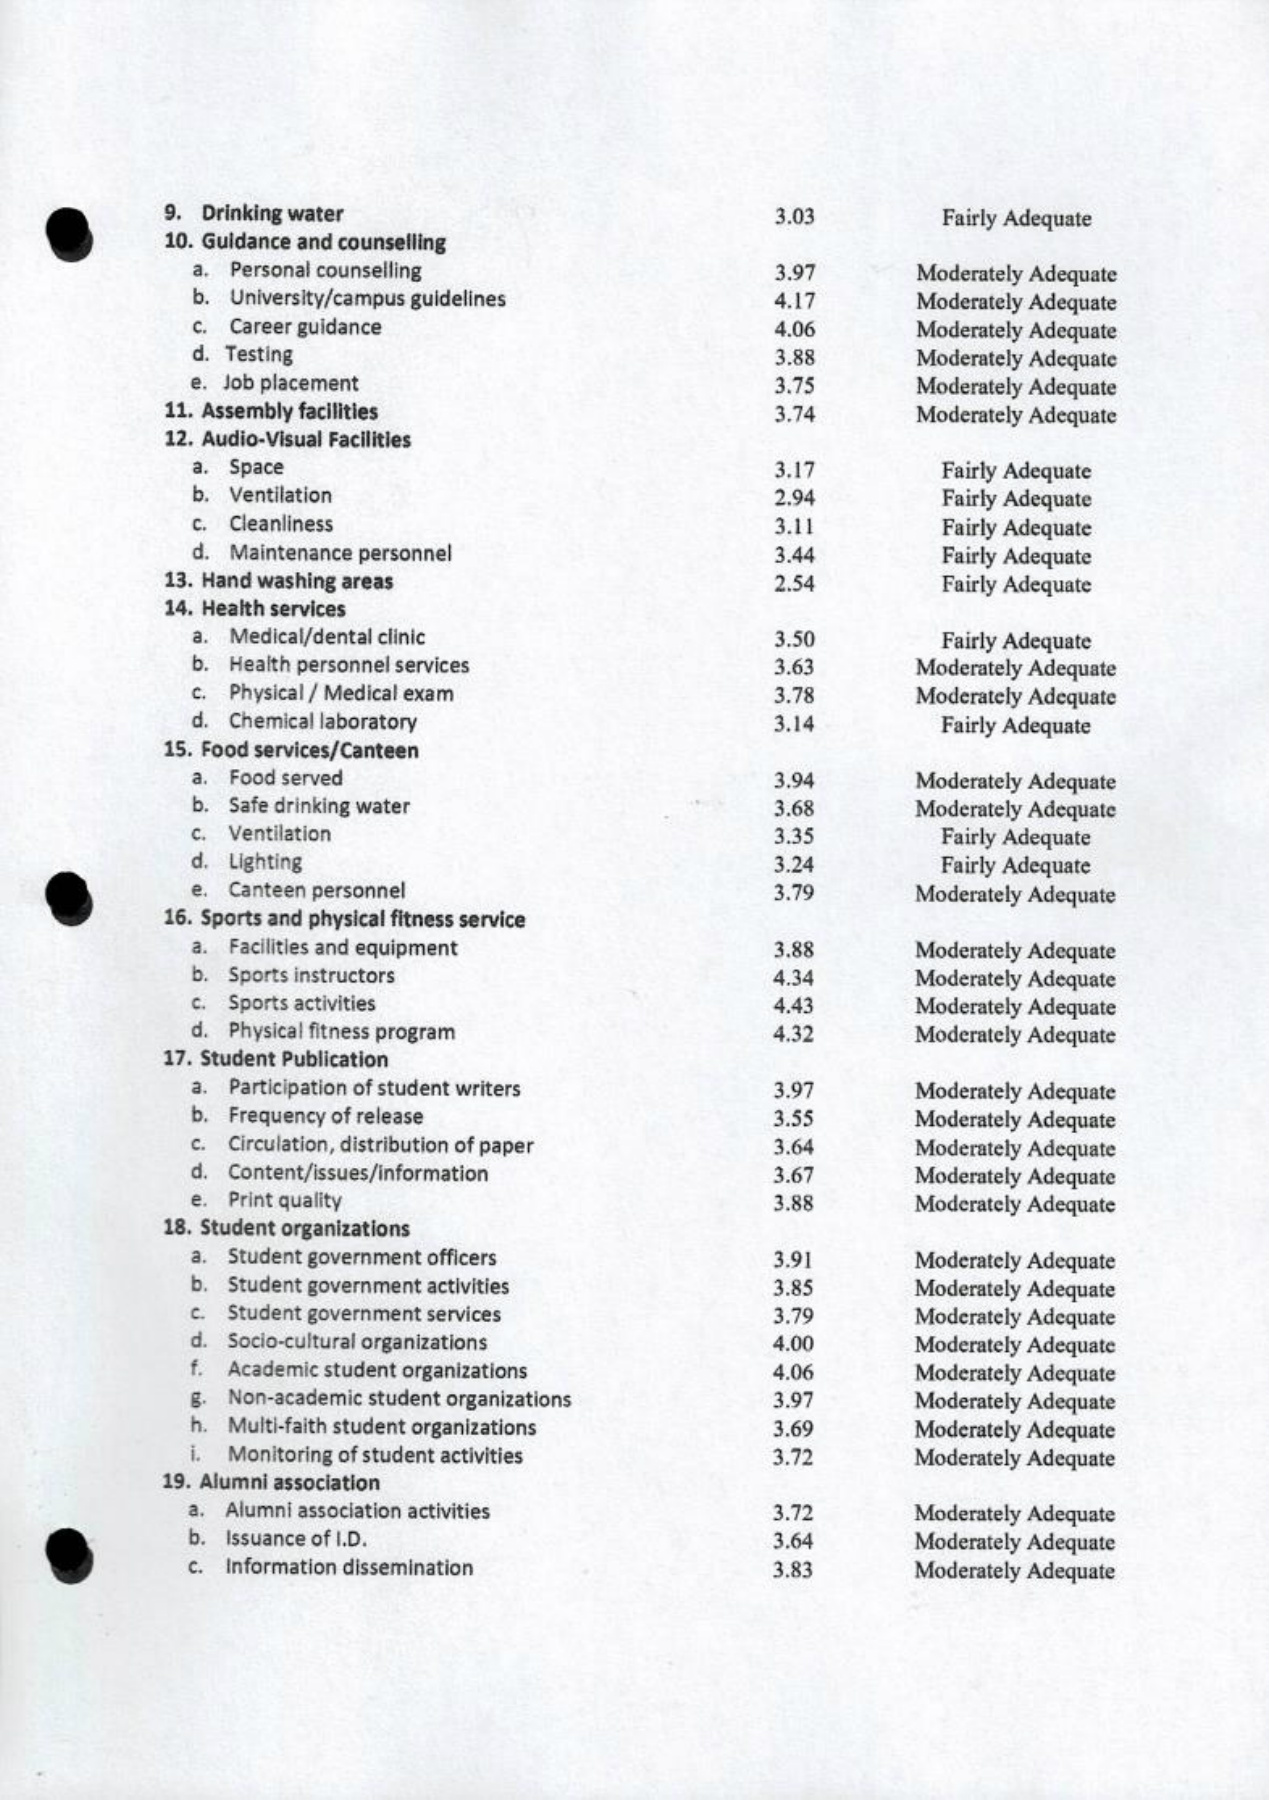 9. Drinking water 3.03 Fairly Adequate
10. Guidance and counselling
a. Personal counselling 3.97 Moderately Adequate
b. University/campus guidelines 4.17 Moderately Adequate
c. Career guidance 4.06 Moderately Adequate
d. Testing 3.88 Moderately Adequate
e. Job placement 3.75 Moderately Adequate
11. Assembly facilities 3.74 Moderately Adequate
12. Audio-Visual Facilities
a. Space 3.17 Fairly Adequate
b. Ventilation 2.94 Fairly Adequate
c. Cleanliness 3.11 Fairly Adequate
d. Maintenance personnel 3.44 Fairly Adequate
13. Hand washing areas 2.54 Fairly Adequate
14. Health services
a. Medical/dental clinic 3.50 Fairly Adequate
b. Health personnel services 3.63 Moderately Adequate
c. Physical / Medical exam 3.78 Moderately Adequate
d. Chemical laboratory 3.14 Fairly Adequate
15. Food services/Canteen
a. Food served 3.94 Moderately Adequate
b. Safe drinking water 3.68 Moderately Adequate
c. Ventilation 3.35 Fairly Adequate
d. Lighting 3.24 Fairly Adequate
e. Canteen personnel 3.79 Moderately Adequate
16. Sports and physical fitness service
a. Facilities and equipment 3.88 Moderately Adequate
b. Sports instructors 4.34 Moderately Adequate
c. Sports activities 4.43 Moderately Adequate
d. Physical fitness program 4.32 Moderately Adequate
17. Student Publication
a. Participation of student writers 3.97 Moderately Adequate
b. Frequency of release 3.55 Moderately Adequate
c. Circulation, distribution of paper 3.64 Moderately Adequate
d. Content/issues/information 3.67 Moderately Adequate
e. Print quality 3.88 Moderately Adequate
18. Student organizations
a. Student government officers 3.91 Moderately Adequate
b. Student government activities 3.85 Moderately Adequate
c. Student government services 3.79 Moderately Adequate
d. Socio-cultural organizations 4.00 Moderately Adequate
f. Academic student organizations 4.06 Moderately Adequate
g. Non-academic student organizations 3.97 Moderately Adequate
h. Multi-faith student organizations 3.69 Moderately Adequate
i. Monitoring of student activities 3.72 Moderately Adequate
19. Alumni association
a. Alumni association activities 3.72 Moderately Adequate
b. Issuance of I.D. 3.64 Moderately Adequate
c. Information dissemination 3.83 Moderately Adequate